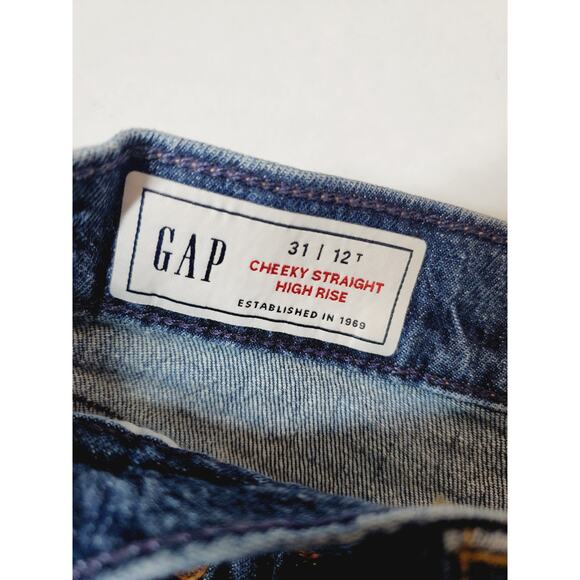 GAP
31 | 12 T
CHEEKY STRAIGHT
HIGH RISE
ESTABLISHED IN 1969